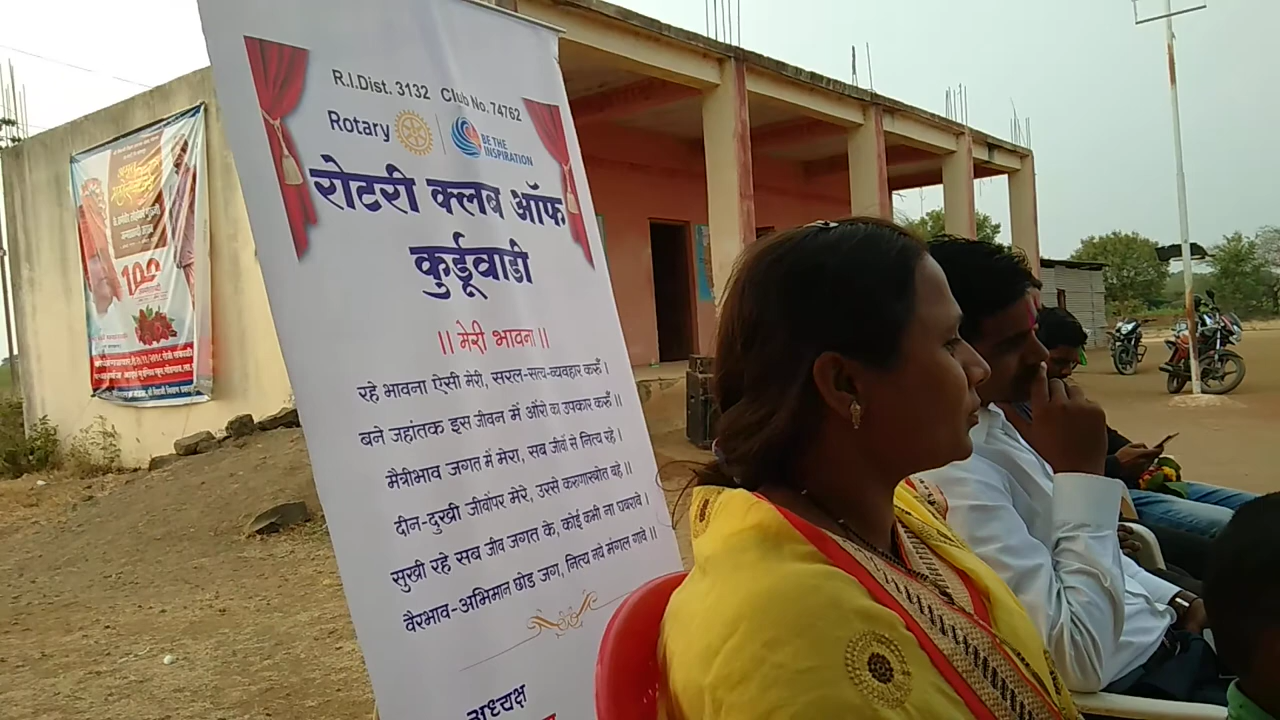 R.I.Dist. 3132 Club No. 74762
Rotary
BE THE
INSPIRATION
रोटरी क्लब ऑफ
कुर्डूवाडी
।। मेरी भावना ।।
रहे भावना ऐसी मेरी, सरल-सत्य-व्यवहार करुँ ।
बने जहांतक इस जीवन में औरों का उपकार करुँ ।।
मैत्रीभाव जगत में मेरा, सब जीवों से नित्य रहे ।
दीन-दुखी जीवोंपर मेरे, उरसे करुणास्त्रोत बहे ।।
सुखी रहे सब जीव जगत के, कोई कभी ना घबरावे ।
वैरभाव-अभिमान छोड जग, नित्य नये मंगल गावे ।।
अध्यक्ष
100